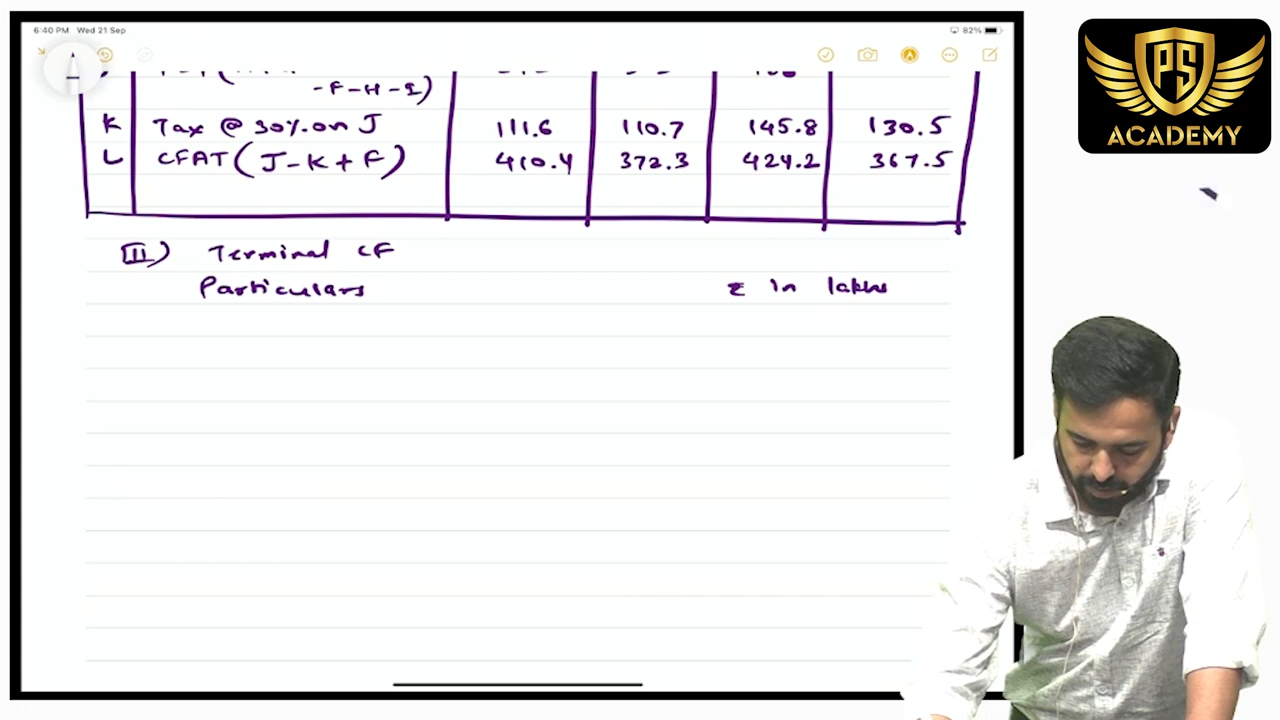 6:40 PM Wed 21 Sep
82%
PS
ACADEMY
-F-H-I)
K Tax @ 30% on J 111.6 110.7 145.8 130.5
L CFAT (J-K+F) 410.4 372.3 424.2 367.5
III) Terminal CF
Particulars ₹ in lakhs